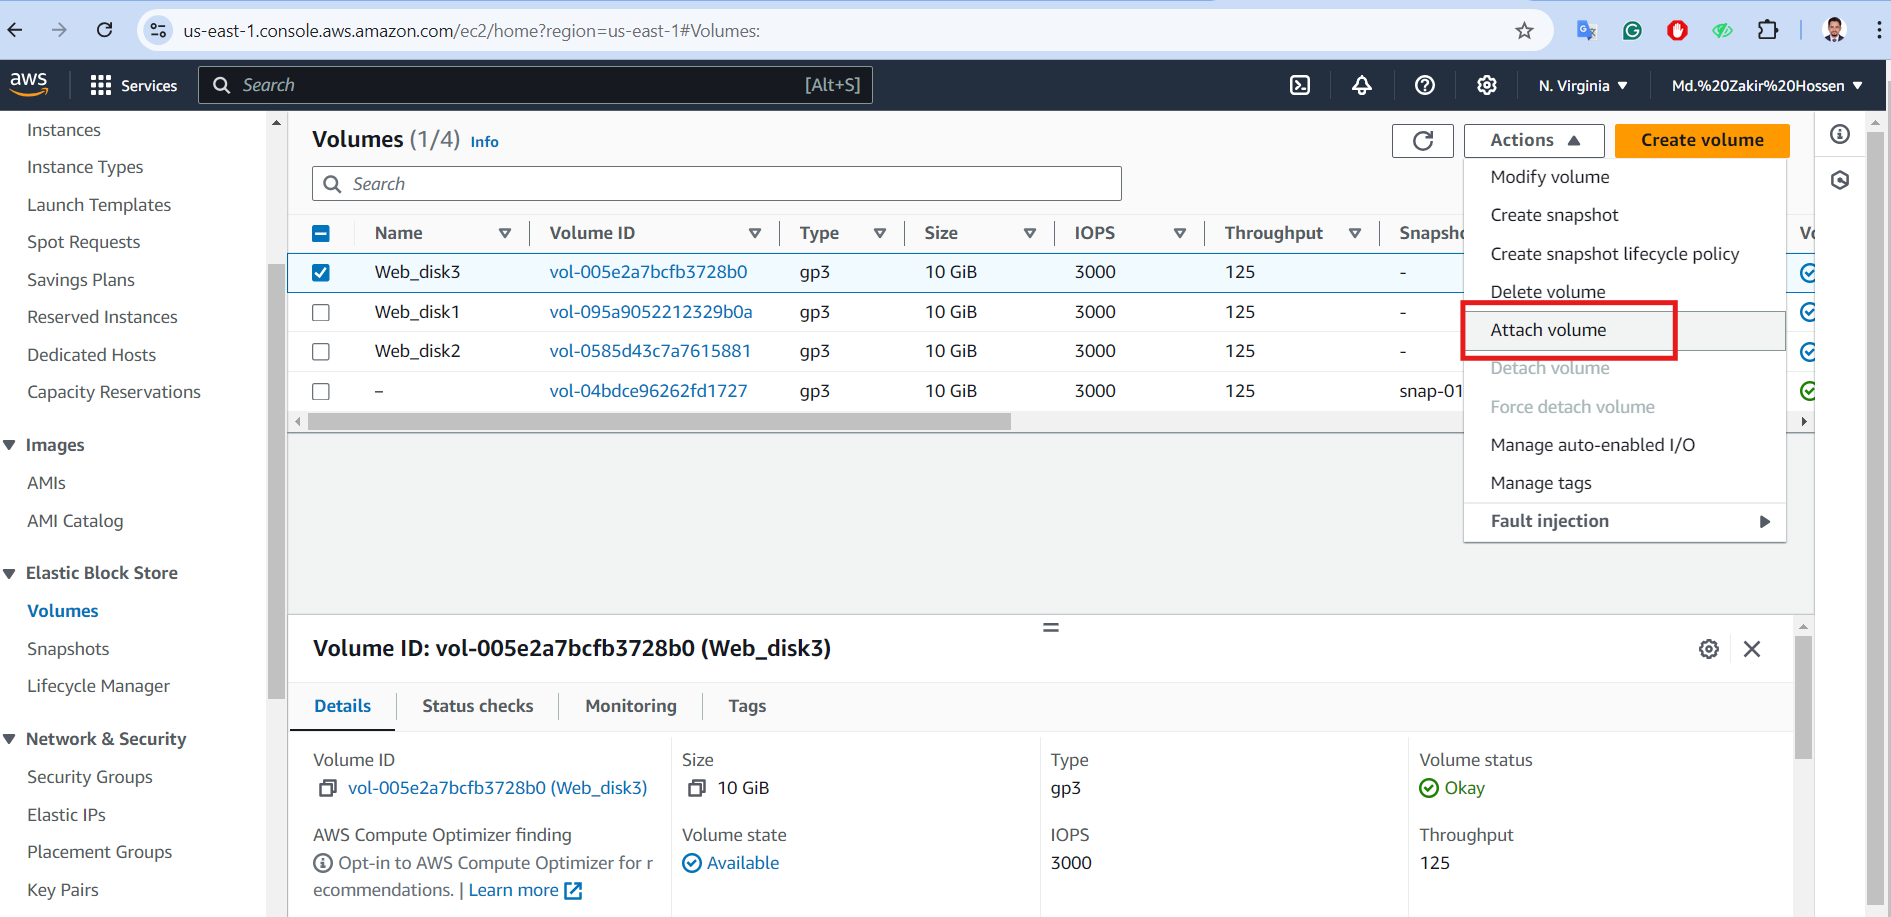 us-east-1.console.aws.amazon.com/ec2/home?region=us-east-1#Volumes:
aws
Services
Search
[Alt+S]
N. Virginia
Md.%20Zakir%20Hossen
Instances
Instance Types
Launch Templates
Spot Requests
Savings Plans
Reserved Instances
Dedicated Hosts
Capacity Reservations
Images
AMIs
AMI Catalog
Elastic Block Store
Volumes
Snapshots
Lifecycle Manager
Network & Security
Security Groups
Elastic IPs
Placement Groups
Key Pairs
Volumes (1/4) Info
Actions
Create volume
Search
Name Volume ID Type Size IOPS Throughput Snapsh
Web_disk3 vol-005e2a7bcfb3728b0 gp3 10 GiB 3000 125 -
Web_disk1 vol-095a9052212329b0a gp3 10 GiB 3000 125 -
Web_disk2 vol-0585d43c7a7615881 gp3 10 GiB 3000 125 -
– vol-04bdce96262fd1727 gp3 10 GiB 3000 125 snap-01
Modify volume
Create snapshot
Create snapshot lifecycle policy
Delete volume
Attach volume
Detach volume
Force detach volume
Manage auto-enabled I/O
Manage tags
Fault injection
Volume ID: vol-005e2a7bcfb3728b0 (Web_disk3)
Details Status checks Monitoring Tags
Volume ID
vol-005e2a7bcfb3728b0 (Web_disk3)
Size
10 GiB
Type
gp3
Volume status
Okay
AWS Compute Optimizer finding
Opt-in to AWS Compute Optimizer for r
ecommendations. | Learn more
Volume state
Available
IOPS
3000
Throughput
125